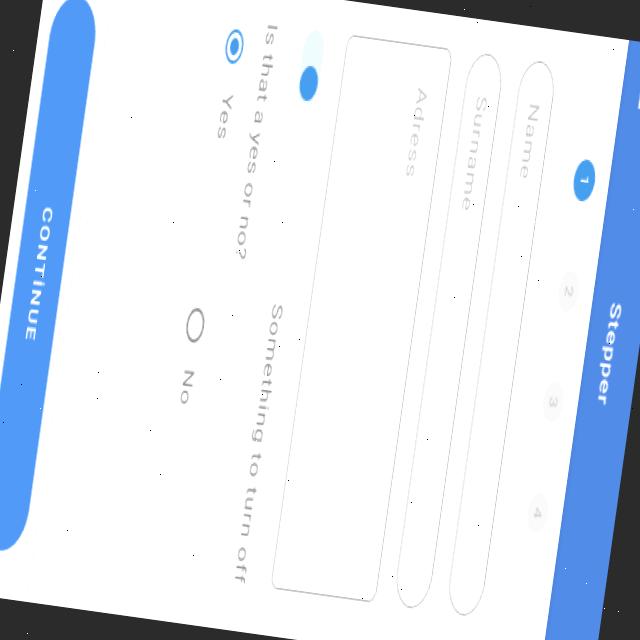 Stepper
1 2 3 4
Name
Surname
Adress
Something to turn off
Is that a yes or no?
Yes No
CONTINUE